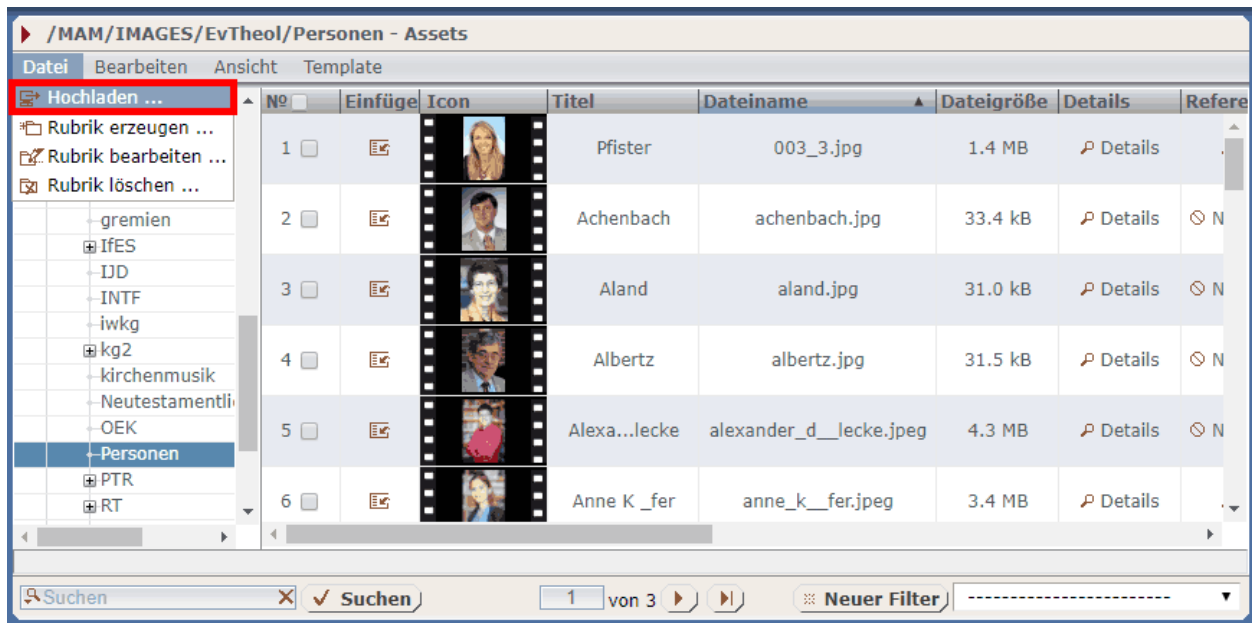 /MAM/IMAGES/EvTheol/Personen - Assets
Datei Bearbeiten Ansicht Template
Hochladen ...
Rubrik erzeugen ...
Rubrik bearbeiten ...
Rubrik löschen ...
gremien
IfES
IJD
INTF
iwkg
kg2
kirchenmusik
Neutestamentli
OEK
Personen
PTR
RT
Nº Einfüge Icon Titel Dateiname Dateigröße Details Refere
1 Pfister 003_3.jpg 1.4 MB Details
2 Achenbach achenbach.jpg 33.4 kB Details N
3 Aland aland.jpg 31.0 kB Details N
4 Albertz albertz.jpg 31.5 kB Details N
5 Alexa...lecke alexander_d__lecke.jpeg 4.3 MB Details N
6 Anne K _fer anne_k__fer.jpeg 3.4 MB Details
Suchen Suchen 1 von 3 Neuer Filter -------------------------